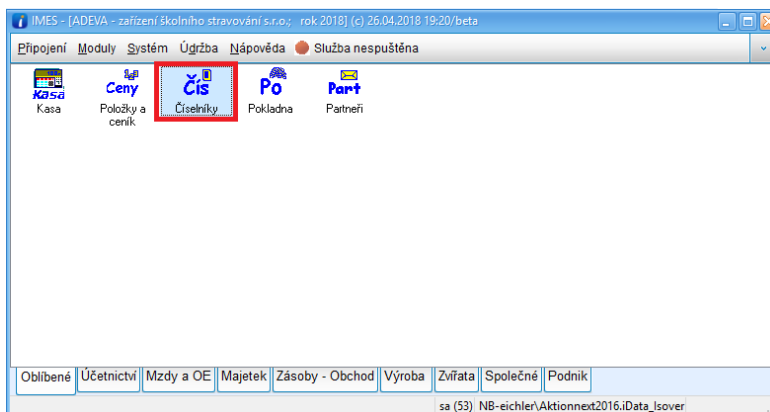 IMES - [ADEVA - zařízení školního stravování s.r.o.; rok 2018] (c) 26.04.2018 19:20/beta
Připojení Moduly Systém Údržba Nápověda Služba nespuštěna
Kasa Ceny Čís Po Part
Kasa Položky a ceník Číselníky Pokladna Partneři
Oblíbené Účetnictví Mzdy a OE Majetek Zásoby - Obchod Výroba Zvířata Společné Podnik
sa (53) NB-eichler\Aktionnext2016.iData_Isover